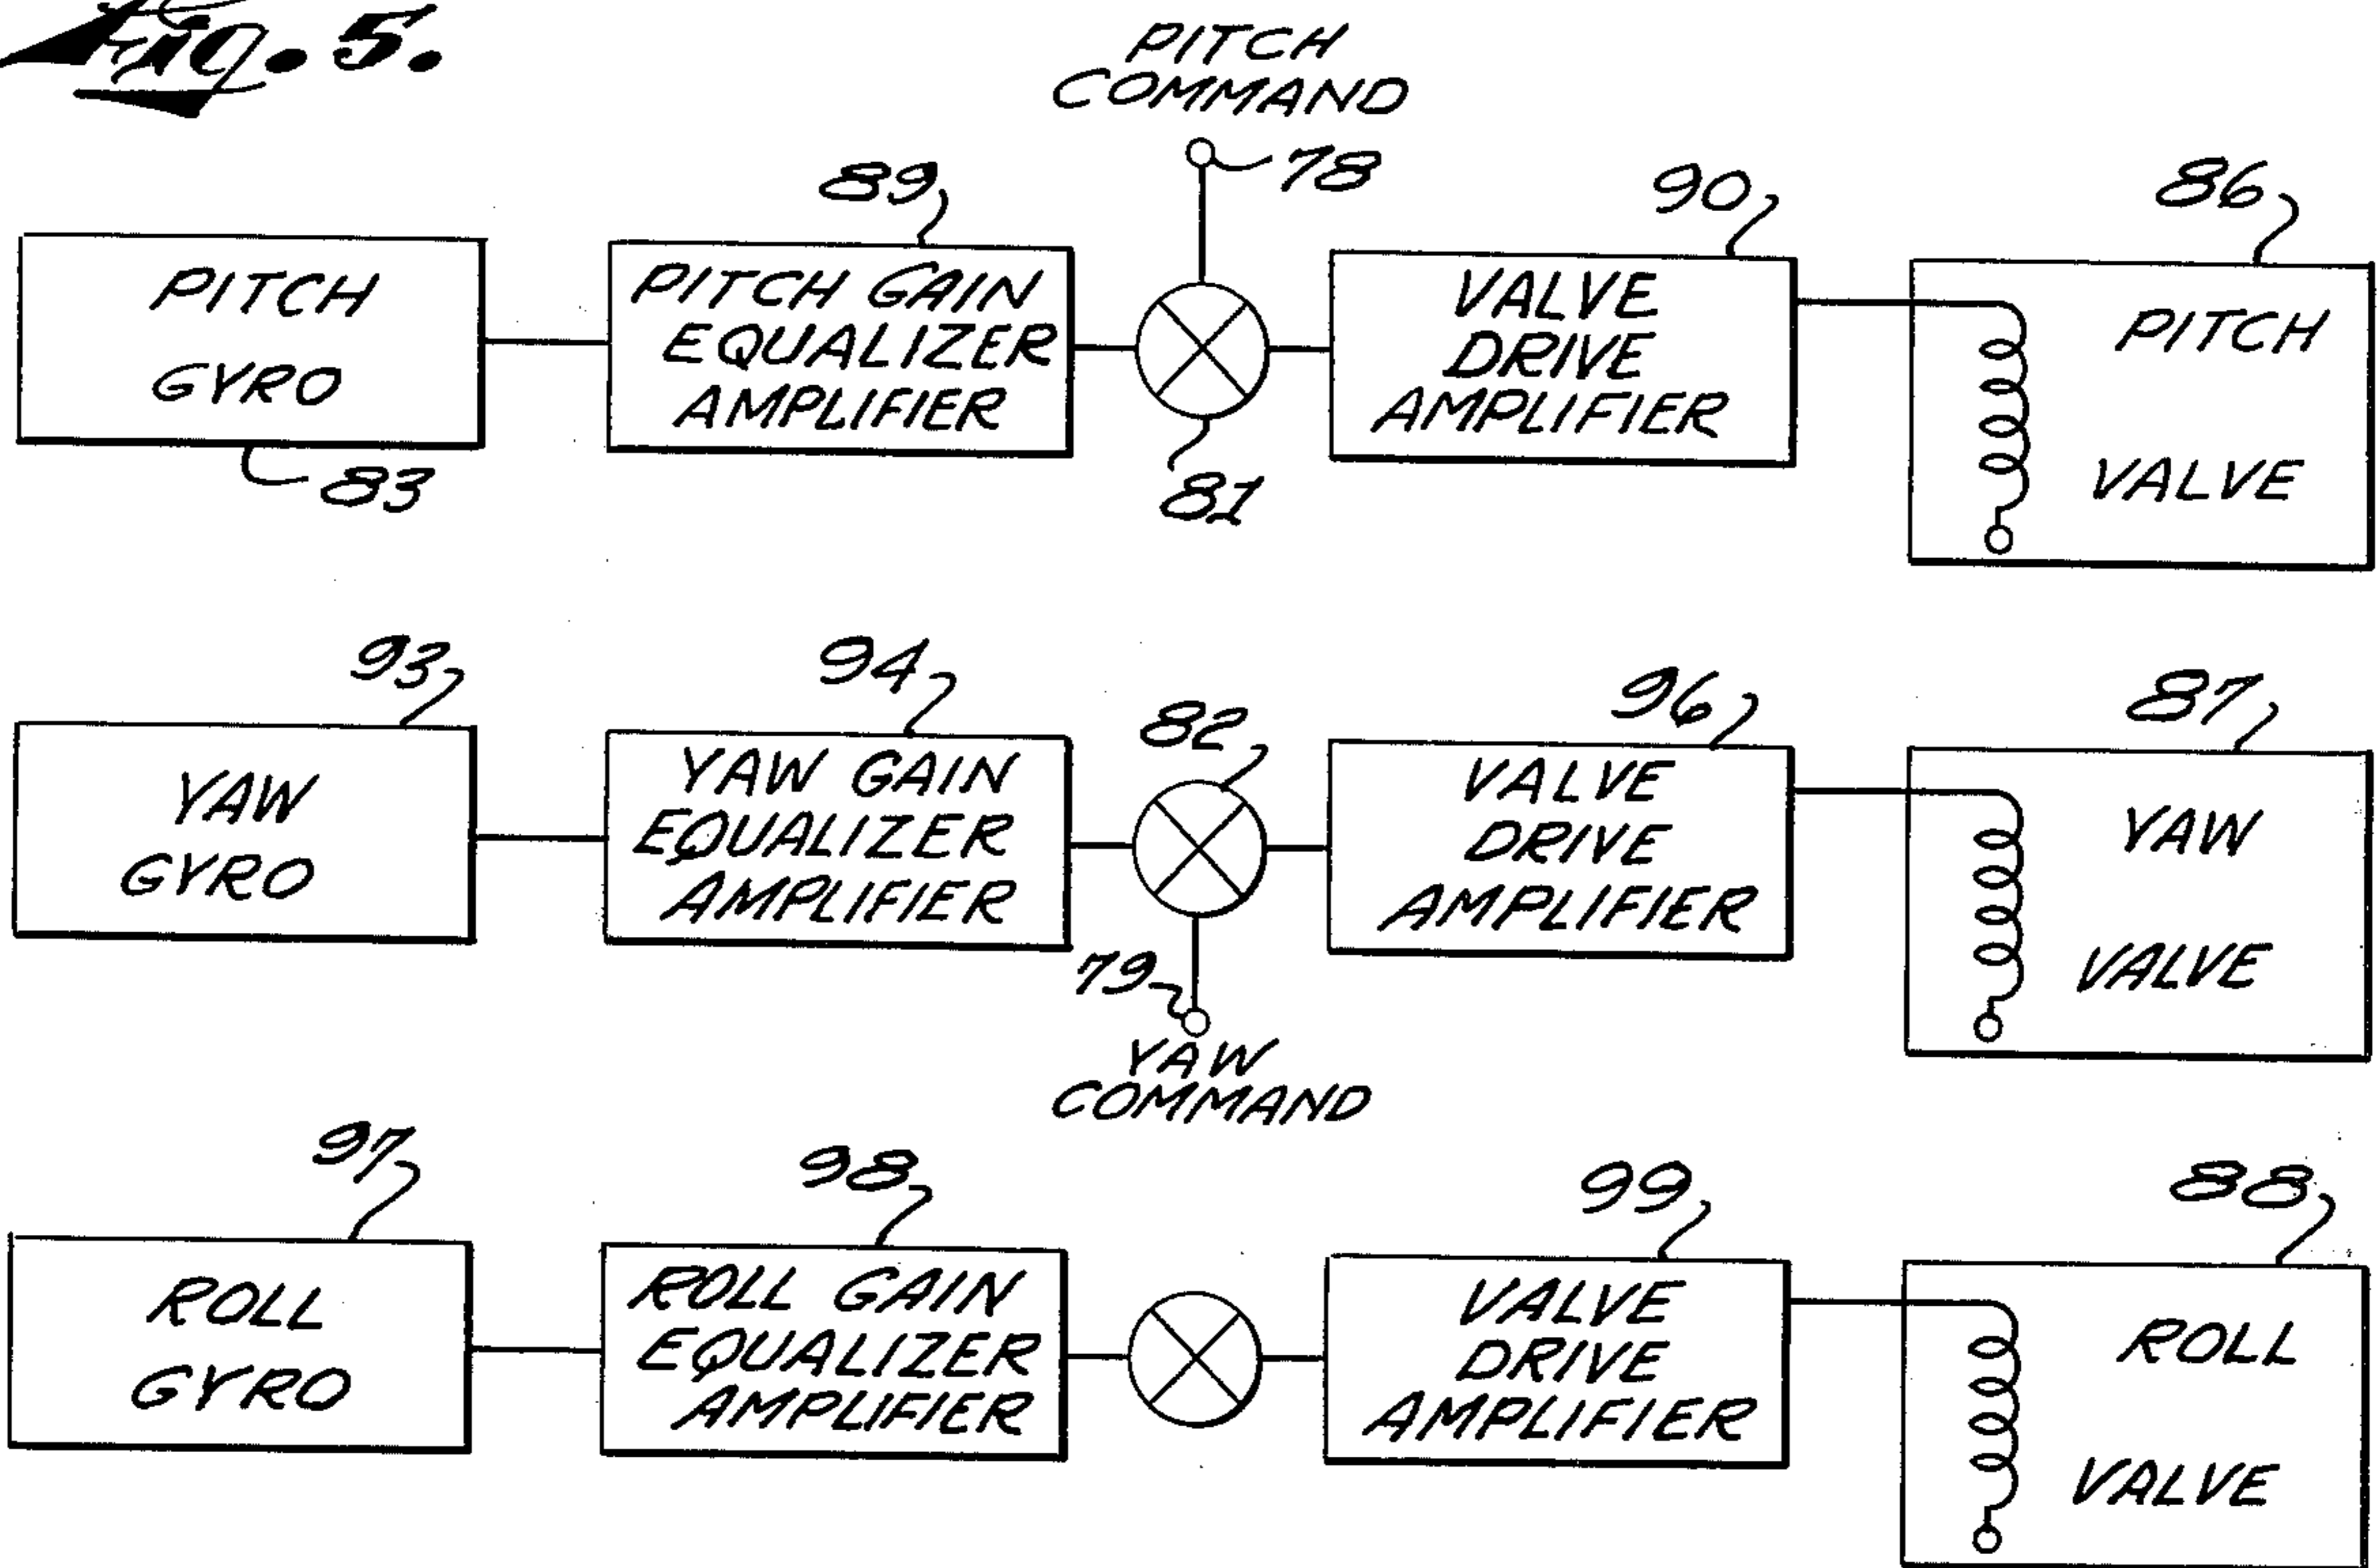 Fig. 5.
PITCH
COMMAND
78
89
90
86
PITCH
GYRO
83
PITCH GAIN
EQUALIZER
AMPLIFIER
81
VALVE
DRIVE
AMPLIFIER
PITCH
VALVE
93
94
82
96
87
YAW
GYRO
YAW GAIN
EQUALIZER
AMPLIFIER
79
YAW
COMMAND
VALVE
DRIVE
AMPLIFIER
YAW
VALVE
97
98
99
88
ROLL
GYRO
ROLL GAIN
EQUALIZER
AMPLIFIER
VALVE
DRIVE
AMPLIFIER
ROLL
VALVE